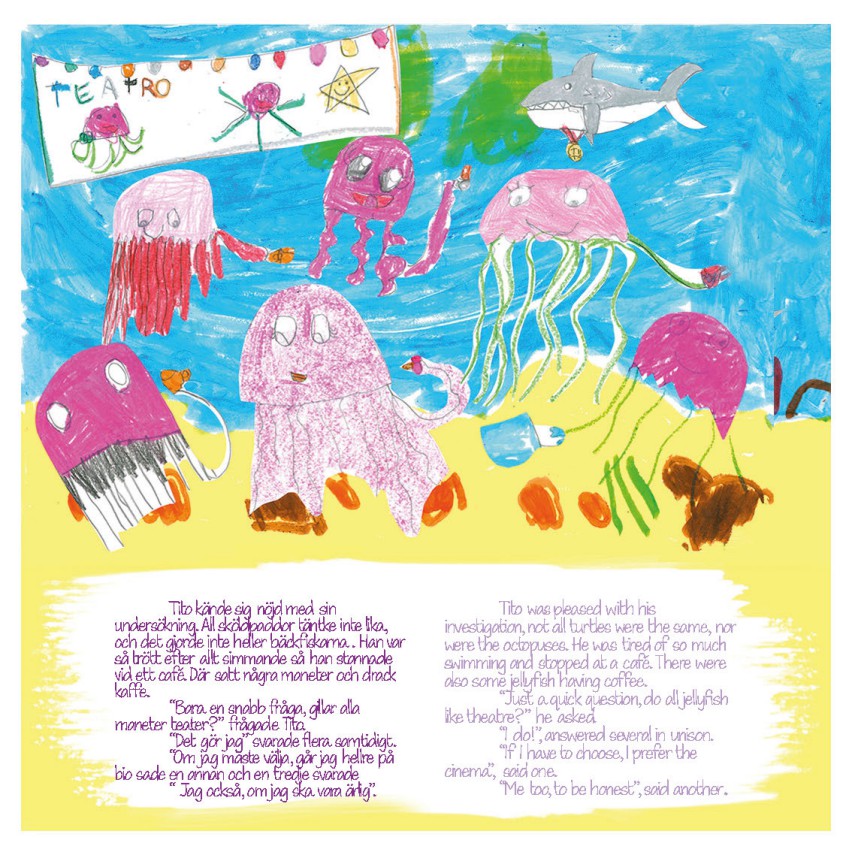 TEATRO
Tito kände sig nöjd med sin
undersökning. All sköldpaddor täntke inte lika,
och det gjorde inte heller bäckfiskarna. . Han var
så trött efter allt simmande så han stannade
vid ett café. Där satt några maneter och drack
kaffe.
"Bara en snabb fråga, gillar alla
maneter teater?" frågade Tito.
"Det gör jag" svarade flera samtidigt.
"Om jag måste välja, går jag hellre på
bio sade en annan och en tredje svarade
" Jag också, om jag ska vara ärlig".
Tito was pleased with his
investigation, not all turtles were the same, nor
were the octopuses. He was tired of so much
swimming and stopped at a café. There were
also some jellyfish having coffee.
"Just a quick question, do all jellyfish
like theatre?" he asked.
"I do!", answered several in unison.
"If I have to choose, I prefer the
cinema", said one.
"Me too, to be honest", said another.